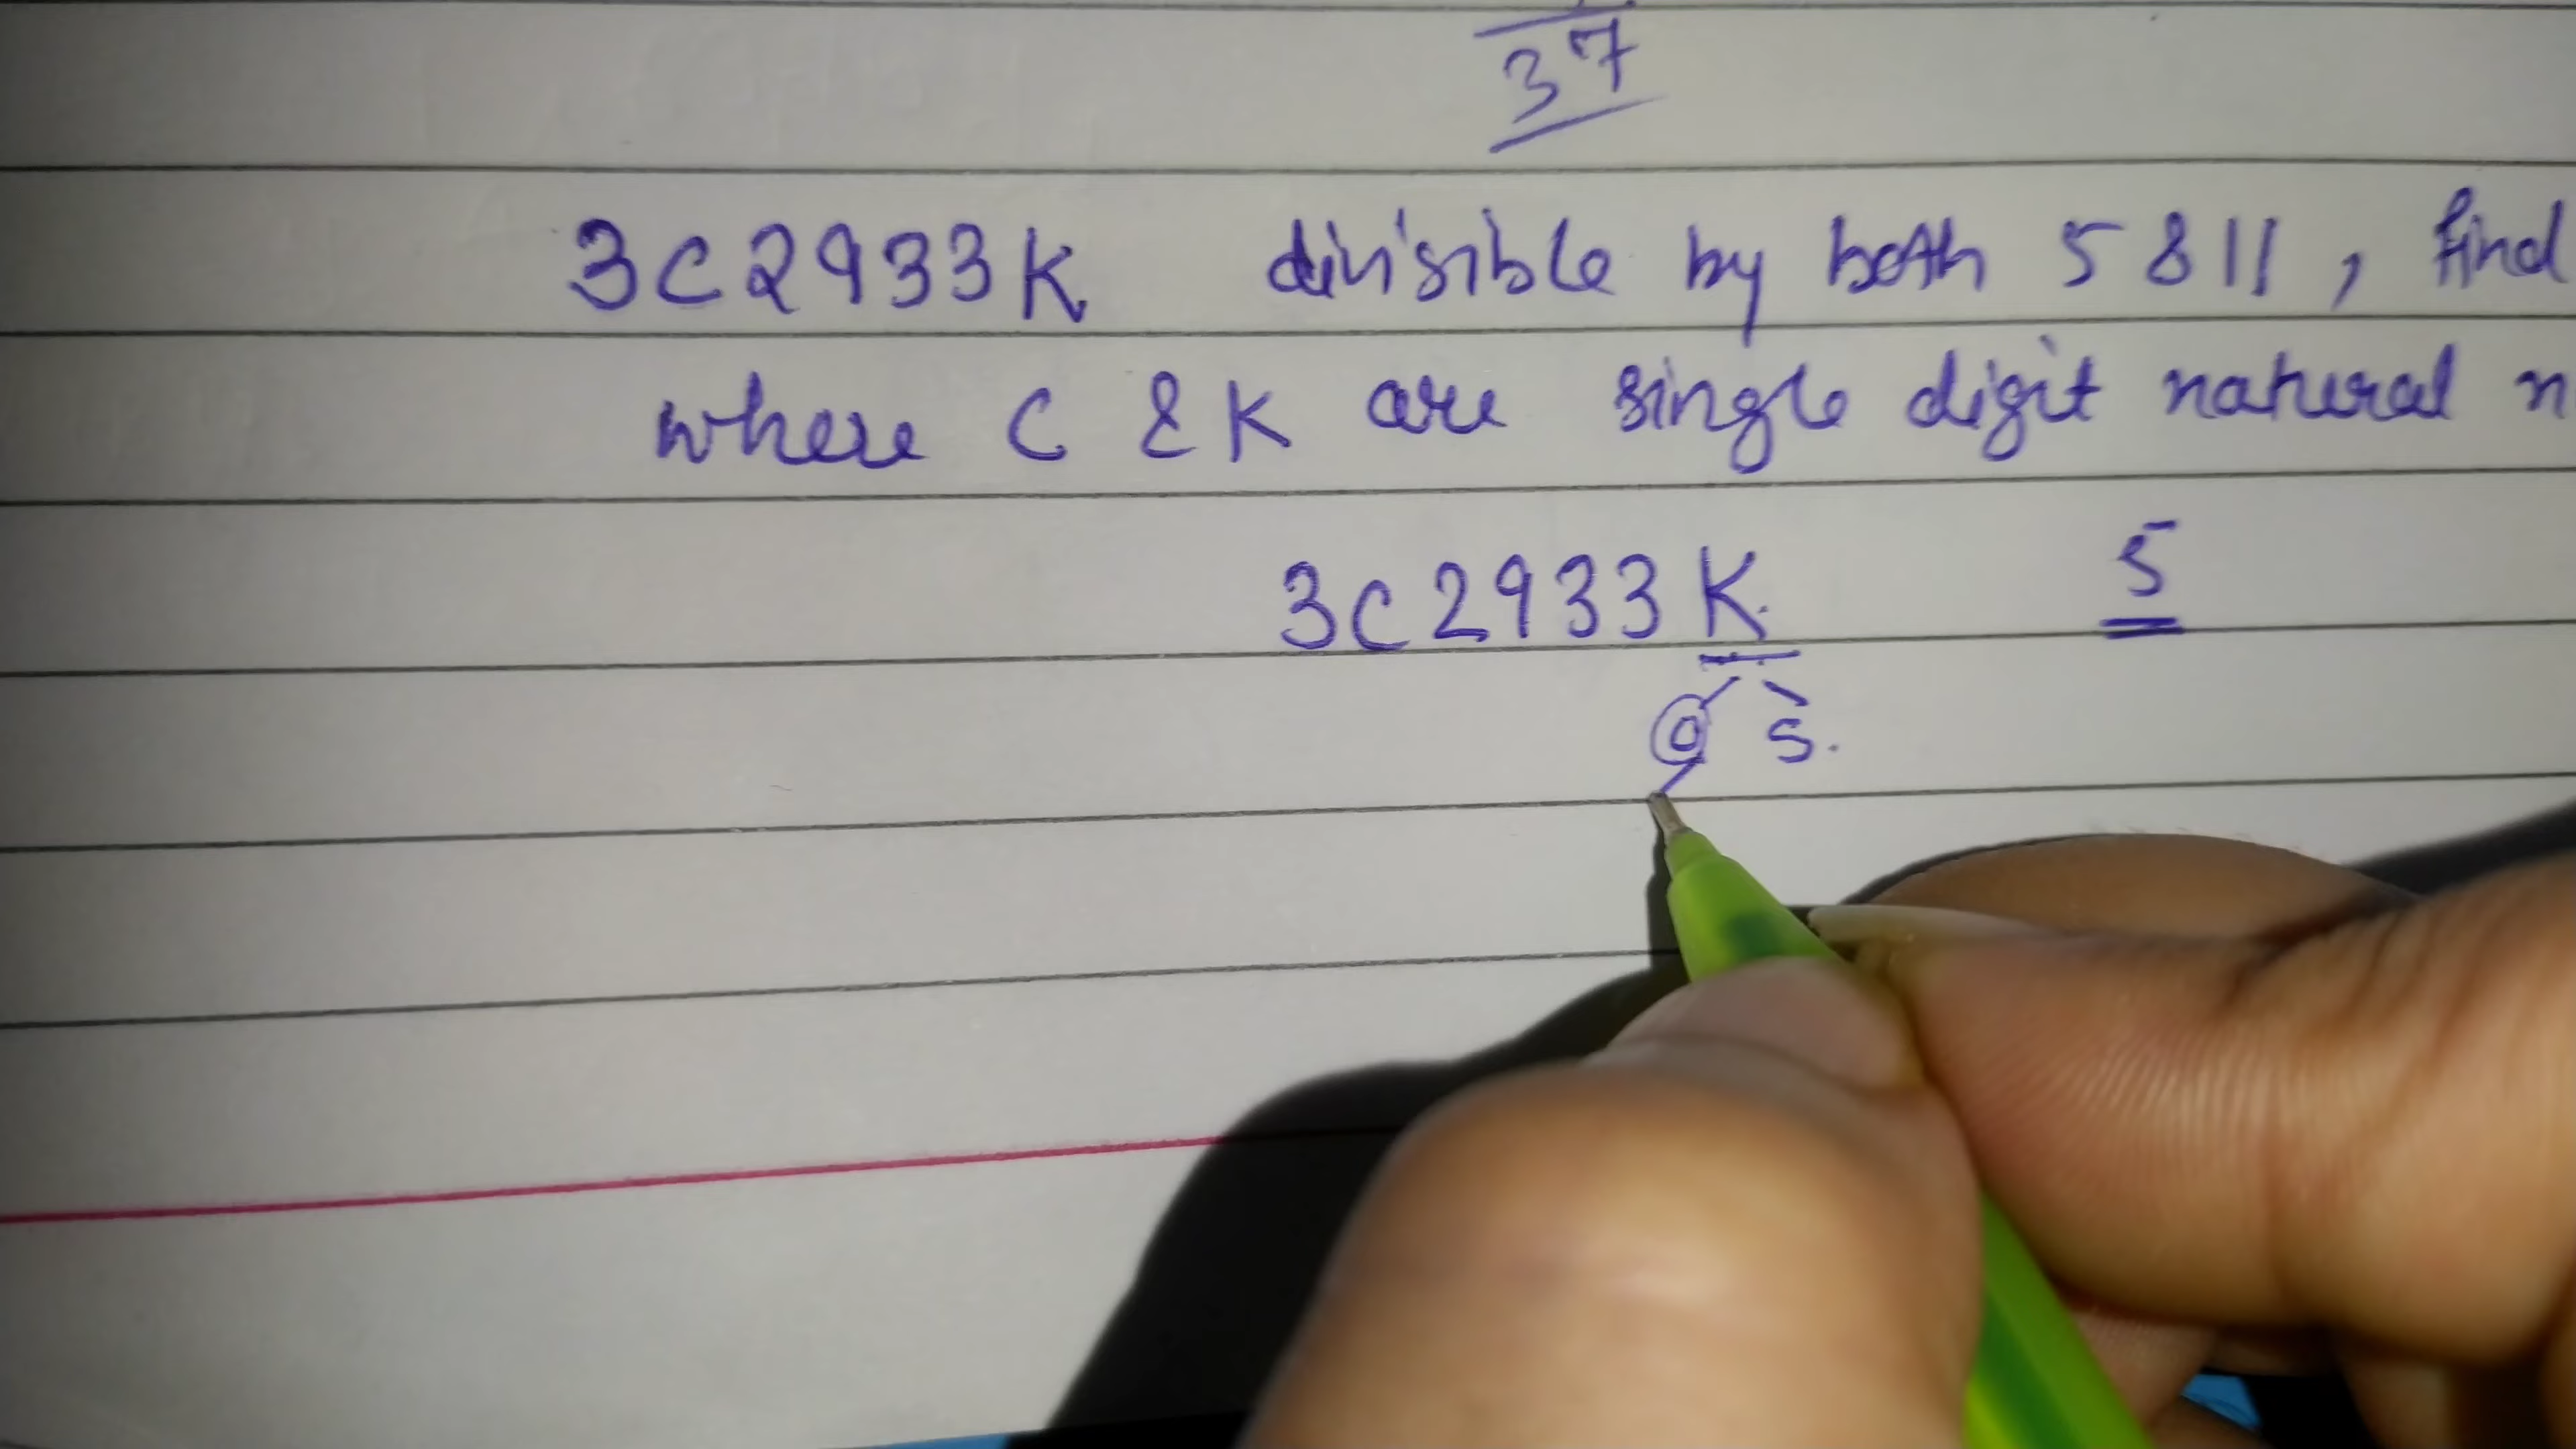 37
3C2933K divisible by both 5 & 11, find
where C & K are single digit natural n
3C2933K. 5
0 5.